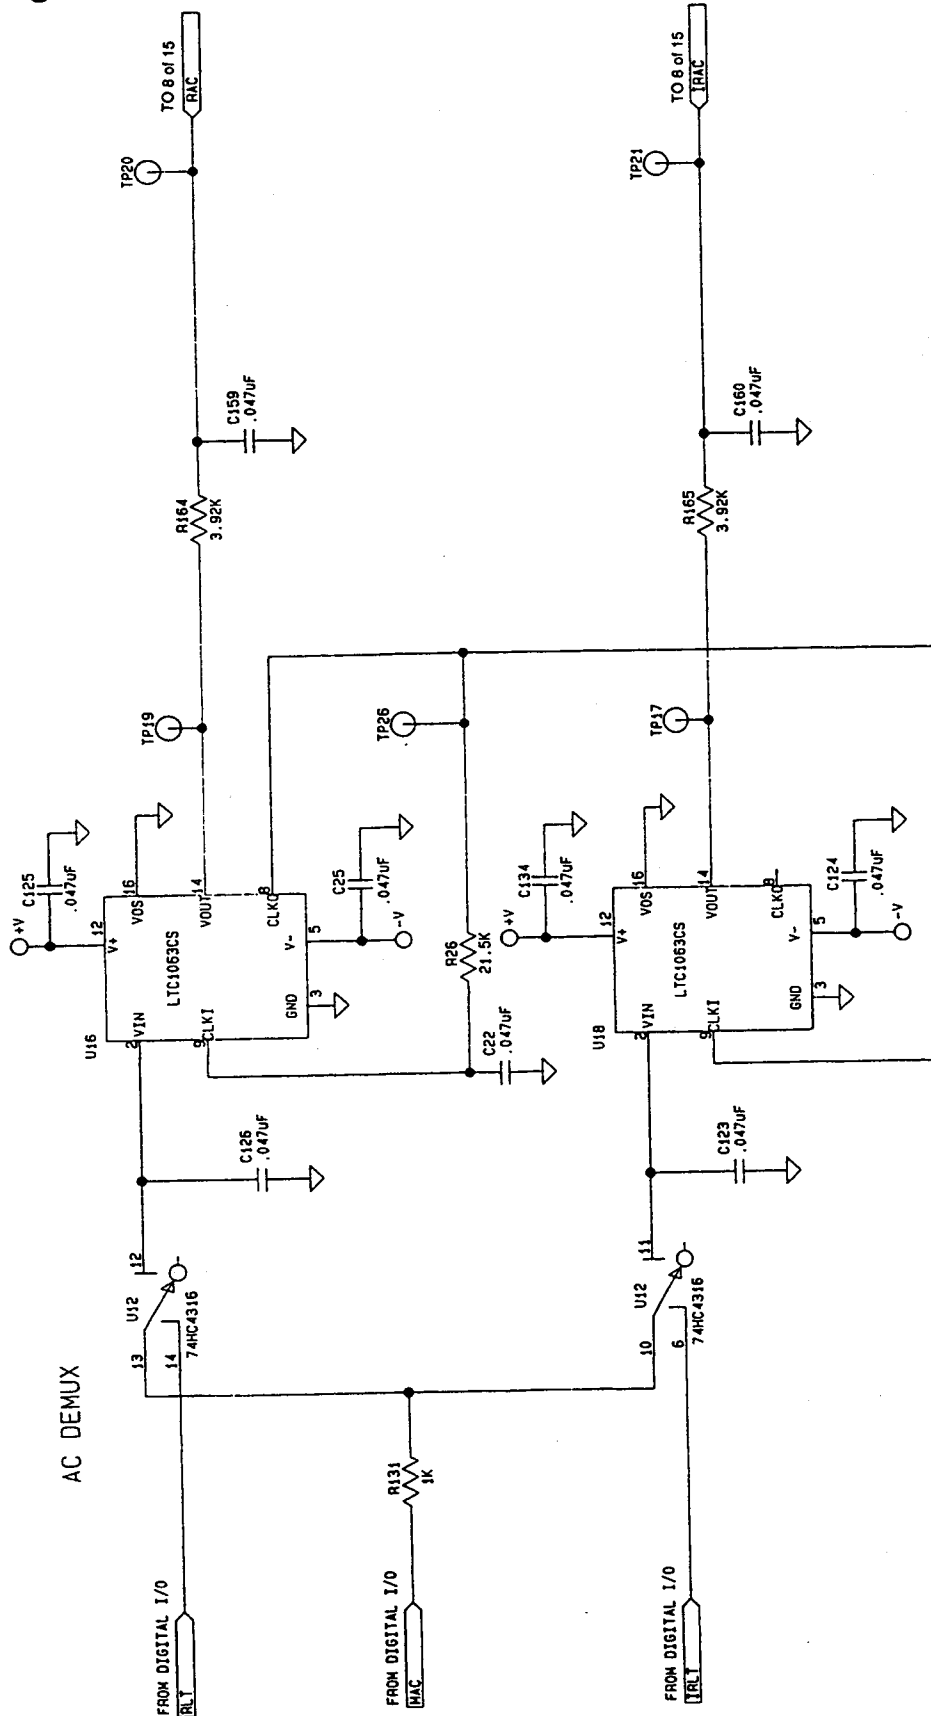 AC DEMUX
FROM DIGITAL I/O
RLT
13
14
U12
12
74HC4316
C126
.047uF
U16
2
VIN
9
CLKI
LTC1063CS
GND
3
V+
12
VOS
16
VOUT
14
CLKO
8
V-
5
+V
C125
.047uF
C25
.047uF
-V
TP19
R164
3.92K
C159
.047uF
TP20
TO 8 of 15
RAC
FROM DIGITAL I/O
MAC
R131
1K
C22
.047uF
R26
21.5K
TP26
FROM DIGITAL I/O
IRLT
10
6
U12
11
74HC4316
C123
.047uF
U18
2
VIN
9
CLKI
LTC1063CS
GND
3
V+
12
VOS
16
VOUT
14
CLKO
8
V-
5
+V
C134
.047uF
C124
.047uF
-V
TP17
R165
3.92K
C160
.047uF
TP21
TO 8 of 15
IRAC